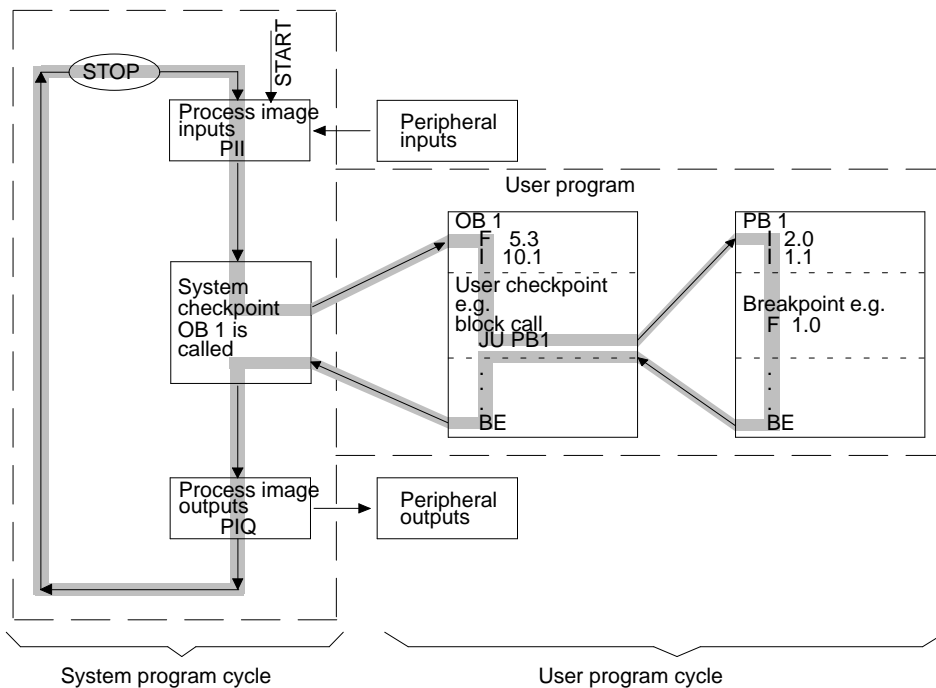 START
STOP
Process image
inputs
PII
Peripheral
inputs
User program
OB 1
F 5.3
I 10.1
User checkpoint
e.g.
block call
JU PB1
.
.
.
BE
PB 1
I 2.0
I 1.1
Breakpoint e.g.
F 1.0
.
.
.
BE
System
checkpoint
OB 1 is
called
Process image
outputs
PIQ
Peripheral
outputs
System program cycle
User program cycle